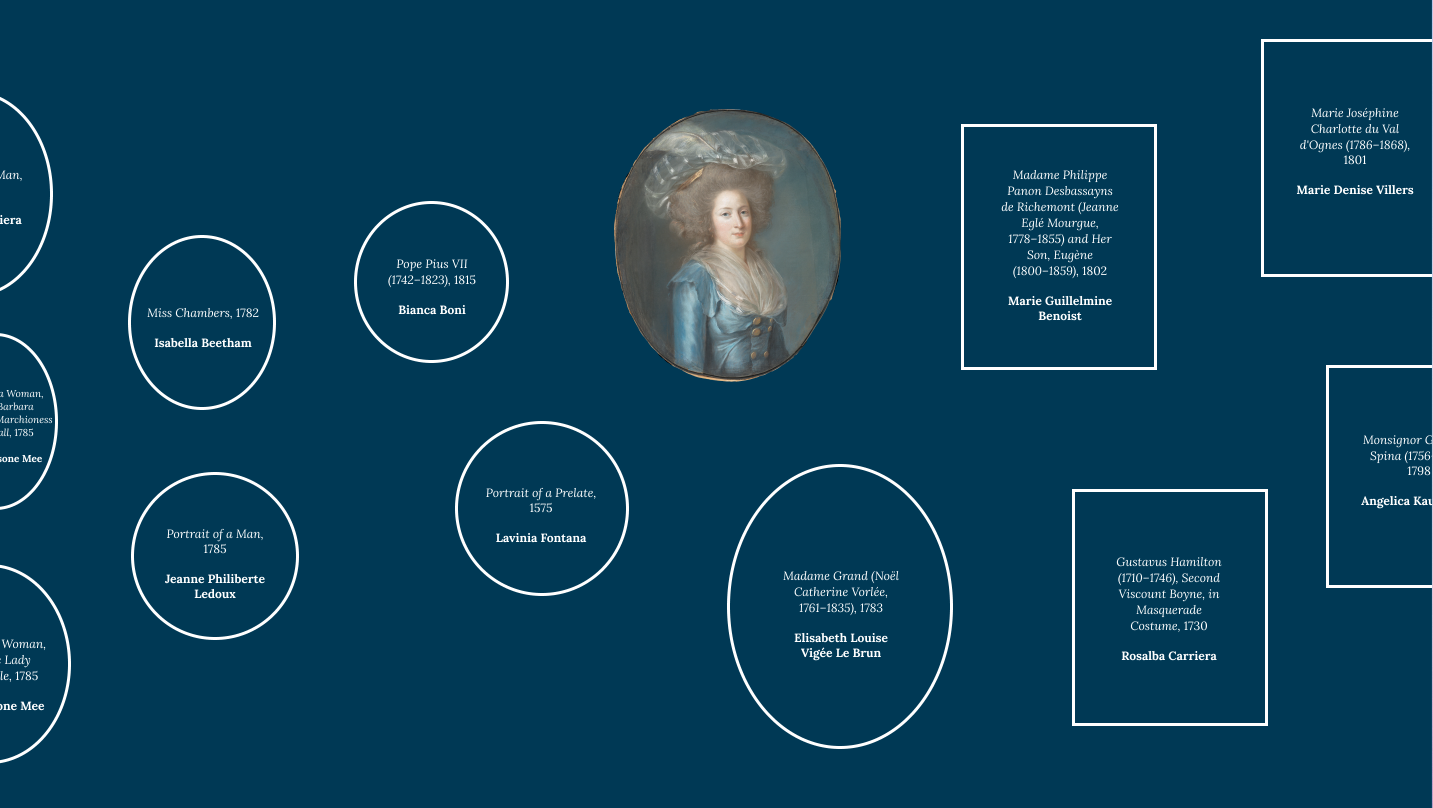 Man,
iera
a Woman,
Barbara
Marchioness
all, 1785
sone Mee
Woman,
Lady
le, 1785
one Mee
Miss Chambers, 1782
Isabella Beetham
Portrait of a Man,
1785
Jeanne Philiberte
Ledoux
Pope Pius VII
(1742–1823), 1815
Bianca Boni
Portrait of a Prelate,
1575
Lavinia Fontana
Madame Grand (Noël
Catherine Vorlée,
1761–1835), 1783
Elisabeth Louise
Vigée Le Brun
Madame Philippe
Panon Desbassayns
de Richemont (Jeanne
Eglé Mourgue,
1778–1855) and Her
Son, Eugène
(1800–1859), 1802
Marie Guillelmine
Benoist
Gustavus Hamilton
(1710–1746), Second
Viscount Boyne, in
Masquerade
Costume, 1730
Rosalba Carriera
Marie Joséphine
Charlotte du Val
d'Ognes (1786–1868),
1801
Marie Denise Villers
Monsignor G
Spina (1756
1798
Angelica Kau